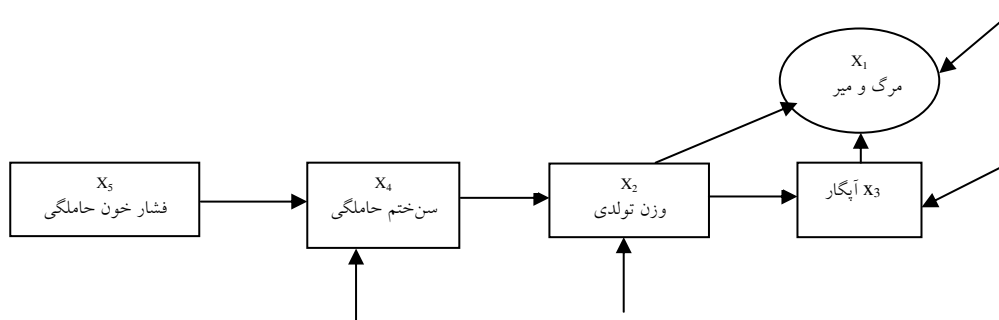 X₁
مرگ و میر
X₅
فشار خون حاملگی
X₄
سن‌ختم حاملگی
X₂
وزن تولدی
x₃ آپگار